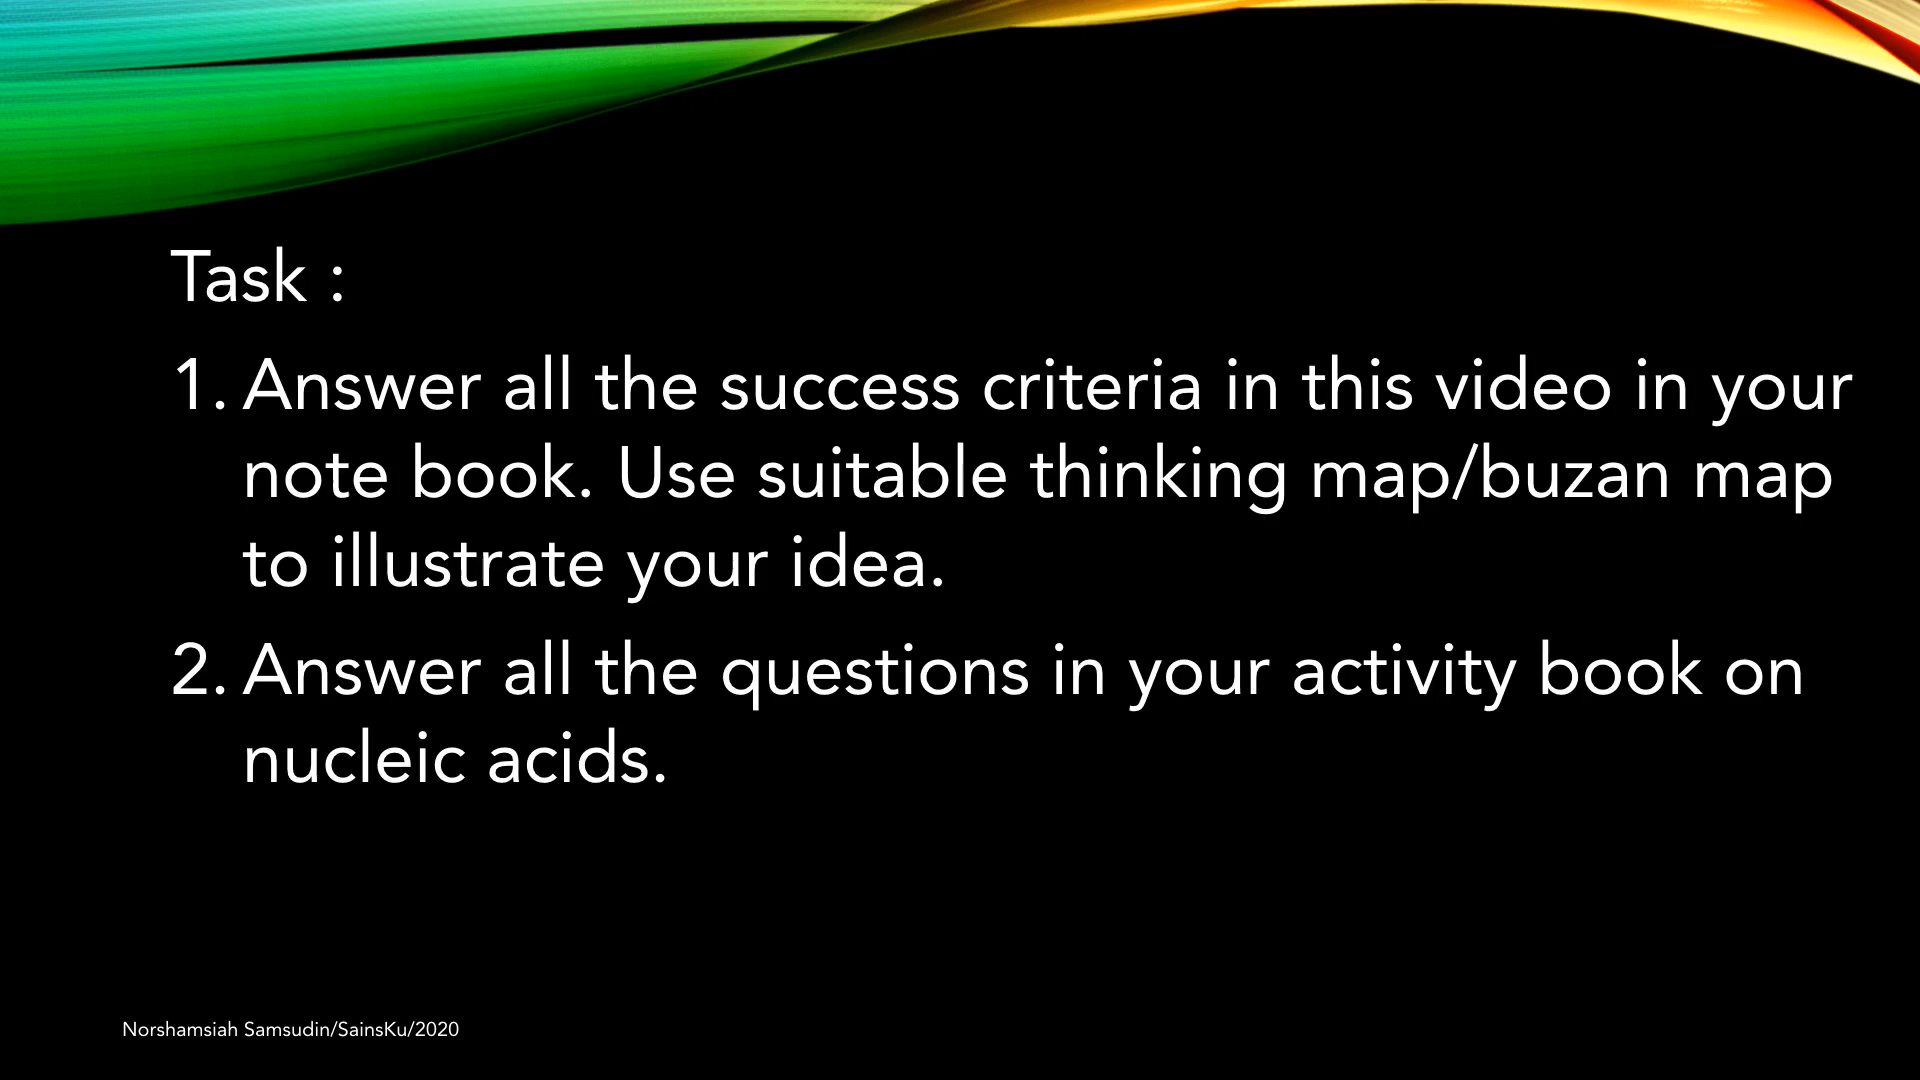 Task :
1. Answer all the success criteria in this video in your
note book. Use suitable thinking map/buzan map
to illustrate your idea.
2. Answer all the questions in your activity book on
nucleic acids.
Norshamsiah Samsudin/SainsKu/2020